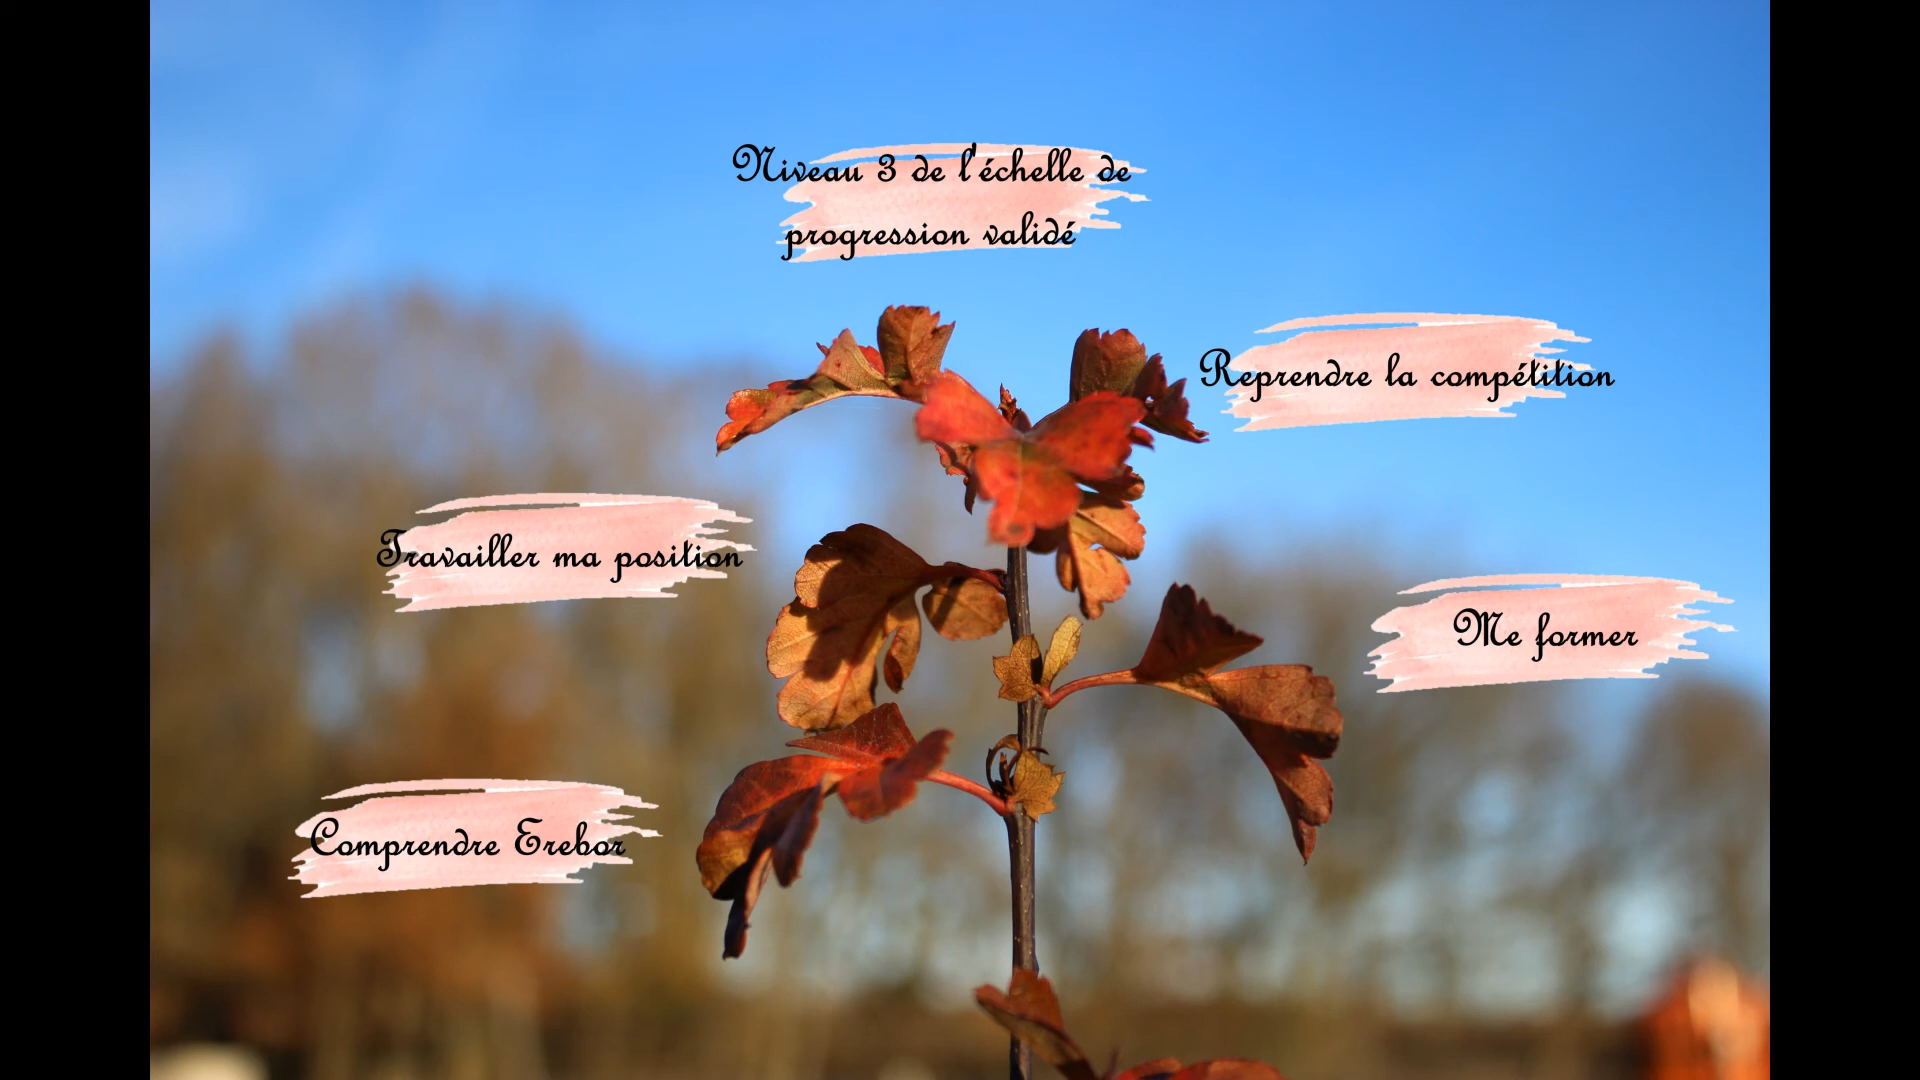 Niveau 3 de l'échelle de
progression validé
Reprendre la compétition
Travailler ma position
Me former
Comprendre Erebor